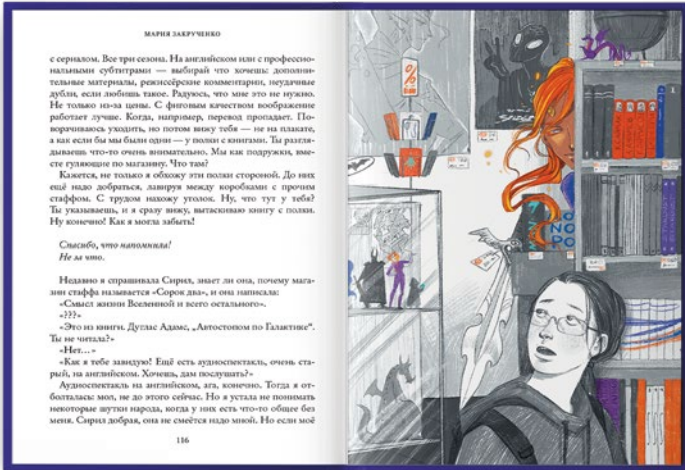 МАРИЯ ЗАКРУЧЕНКО
с сериалом. Все три сезона. На английском или с профессио-
нальными субтитрами — выбирай что хочешь: дополни-
тельные материалы, режиссёрские комментарии, неудачные
дубли, если любишь такое. Радуюсь, что мне это не нужно.
Не только из-за цены. С фиговым качеством воображение
работает лучше. Когда, например, перевод пропадает. По-
ворачиваюсь уходить, но потом вижу тебя — не на плакате,
а как если бы мы были одни — у полки с книгами. Ты разгля-
дываешь что-то очень внимательно. Мы как подружки, вме-
сте гуляющие по магазину. Что там?
Кажется, не только я обхожу эти полки стороной. До них
ещё надо добраться, лавируя между коробками с прочим
стаффом. С трудом нахожу уголок. Ну, что тут у тебя?
Ты указываешь, и я сразу вижу, вытаскиваю книгу с полки.
Ну конечно! Как я могла забыть!
Спасибо, что напомнила!
Не за что.
Недавно я спрашивала Сирил, знает ли она, почему мага-
зин стаффа называется «Сорок два», и она написала:
«Смысл жизни Вселенной и всего остального».
«???»
«Это из книги. Дуглас Адамс, „Автостопом по Галактике“.
Ты не читала?»
«Нет...»
«Как я тебе завидую! Ещё есть аудиоспектакль, очень ста-
рый, на английском. Хочешь, дам послушать?»
Аудиоспектакль на английском, ага, конечно. Тогда я от-
болталась: мол, не до этого сейчас. Но я устала не понимать
некоторые шутки народа, когда у них есть что-то общее без
меня. Сирил добрая, она не смеётся надо мной. Но если моё
116
%